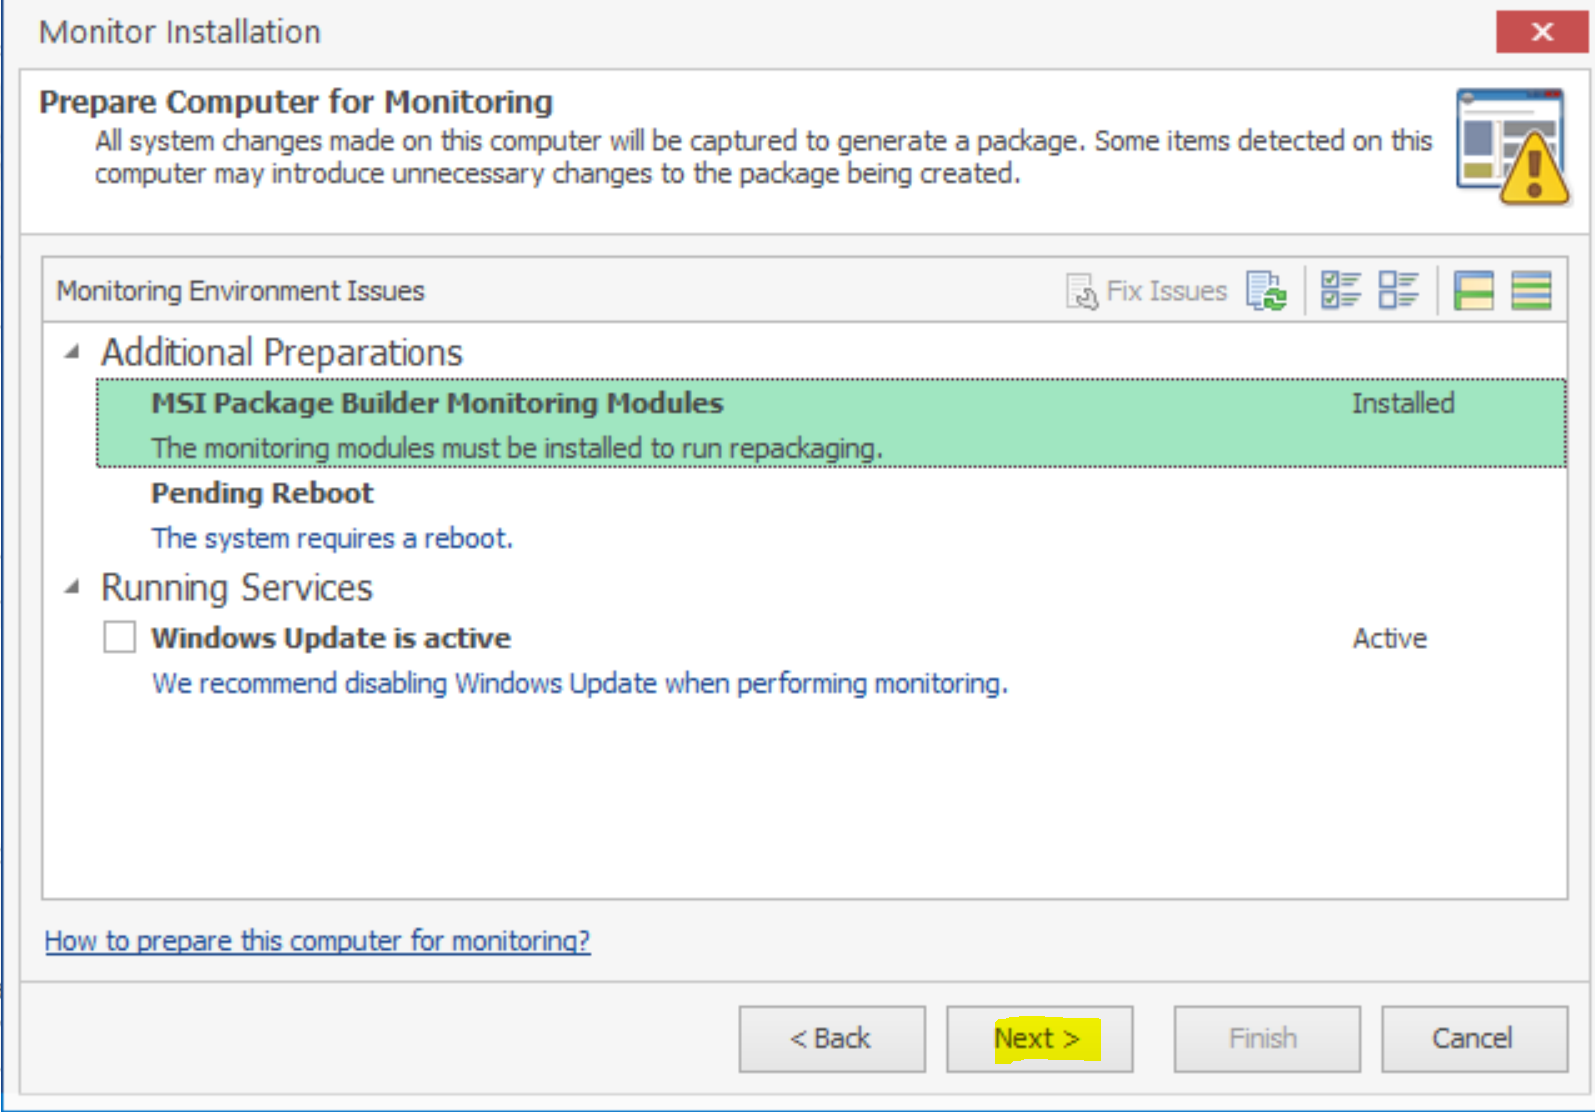 Monitor Installation
Prepare Computer for Monitoring
All system changes made on this computer will be captured to generate a package. Some items detected on this
computer may introduce unnecessary changes to the package being created.
Monitoring Environment Issues
Fix Issues
Additional Preparations
MSI Package Builder Monitoring Modules Installed
The monitoring modules must be installed to run repackaging.
Pending Reboot
The system requires a reboot.
Running Services
Windows Update is active Active
We recommend disabling Windows Update when performing monitoring.
How to prepare this computer for monitoring?
< Back Next > Finish Cancel